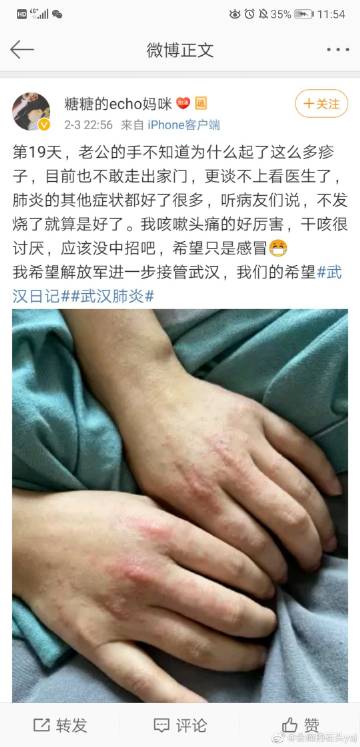 35% 11:54
微博正文
糖糖的echo妈咪
+关注
2-3 22:56 来自 iPhone客户端
第19天，老公的手不知道为什么起了这么多疹
子，目前也不敢走出家门，更谈不上看医生了，
肺炎的其他症状都好了很多，听病友们说，不发
烧了就算是好了。我咳嗽头痛的好厉害，干咳很
讨厌，应该没中招吧，希望只是感冒😷
我希望解放军进一步接管武汉，我们的希望#武
汉日记##武汉肺炎#
转发 评论 赞